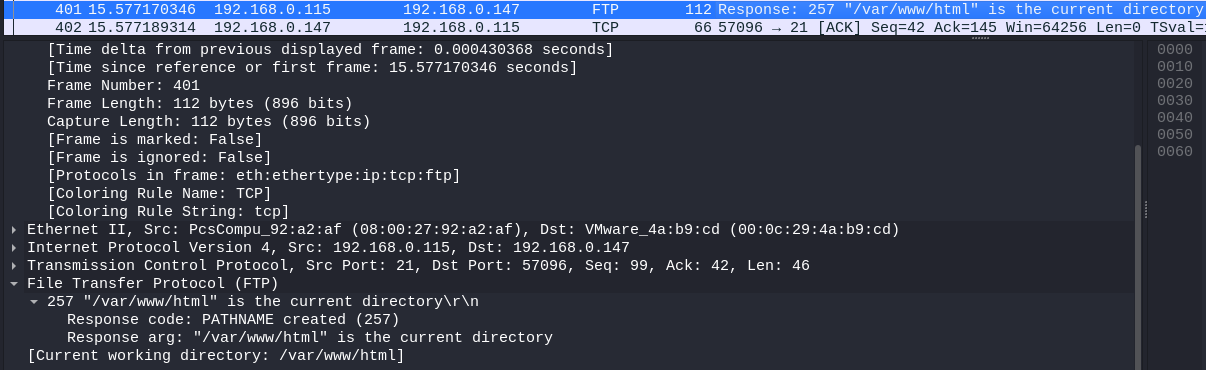 401 15.577170346 192.168.0.115 192.168.0.147 FTP 112 Response: 257 "/var/www/html" is the current directory
402 15.577189314 192.168.0.147 192.168.0.115 TCP 66 57096 → 21 [ACK] Seq=42 Ack=145 Win=64256 Len=0 TSval=
[Time delta from previous displayed frame: 0.000430368 seconds]
[Time since reference or first frame: 15.577170346 seconds]
Frame Number: 401
Frame Length: 112 bytes (896 bits)
Capture Length: 112 bytes (896 bits)
[Frame is marked: False]
[Frame is ignored: False]
[Protocols in frame: eth:ethertype:ip:tcp:ftp]
[Coloring Rule Name: TCP]
[Coloring Rule String: tcp]
Ethernet II, Src: PcsCompu_92:a2:af (08:00:27:92:a2:af), Dst: VMware_4a:b9:cd (00:0c:29:4a:b9:cd)
Internet Protocol Version 4, Src: 192.168.0.115, Dst: 192.168.0.147
Transmission Control Protocol, Src Port: 21, Dst Port: 57096, Seq: 99, Ack: 42, Len: 46
File Transfer Protocol (FTP)
257 "/var/www/html" is the current directory\r\n
Response code: PATHNAME created (257)
Response arg: "/var/www/html" is the current directory
[Current working directory: /var/www/html]
0000
0010
0020
0030
0040
0050
0060